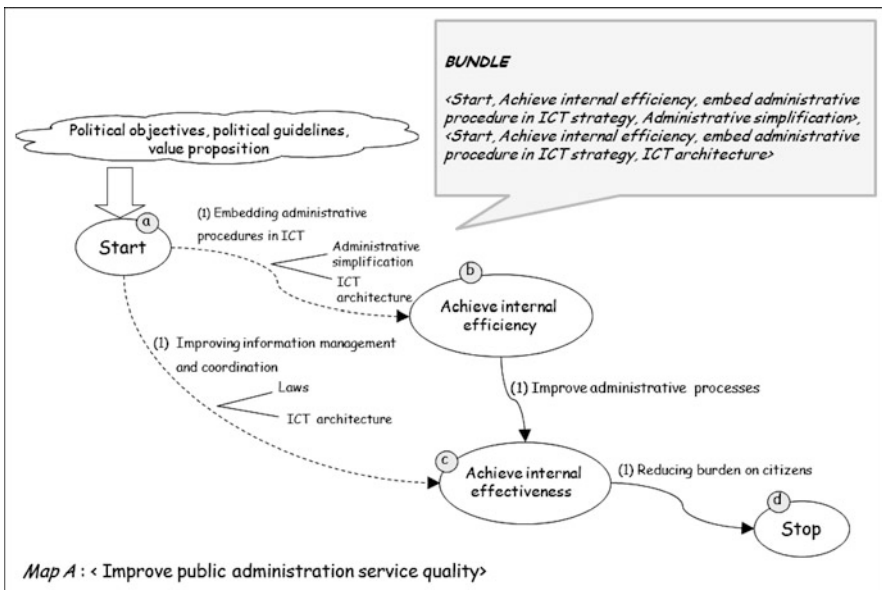 BUNDLE
<Start, Achieve internal efficiency, embed administrative
procedure in ICT strategy, Administrative simplification>,
<Start, Achieve internal efficiency, embed administrative
procedure in ICT strategy, ICT architecture>
Political objectives, political guidelines,
value proposition
a
Start
(1) Embedding administrative
procedures in ICT
Administrative
simplification
ICT
architecture
b
Achieve internal
efficiency
(1) Improving information management
and coordination
Laws
ICT architecture
(1) Improve administrative processes
c
Achieve internal
effectiveness
(1) Reducing burden on citizens
d
Stop
Map A : < Improve public administration service quality>